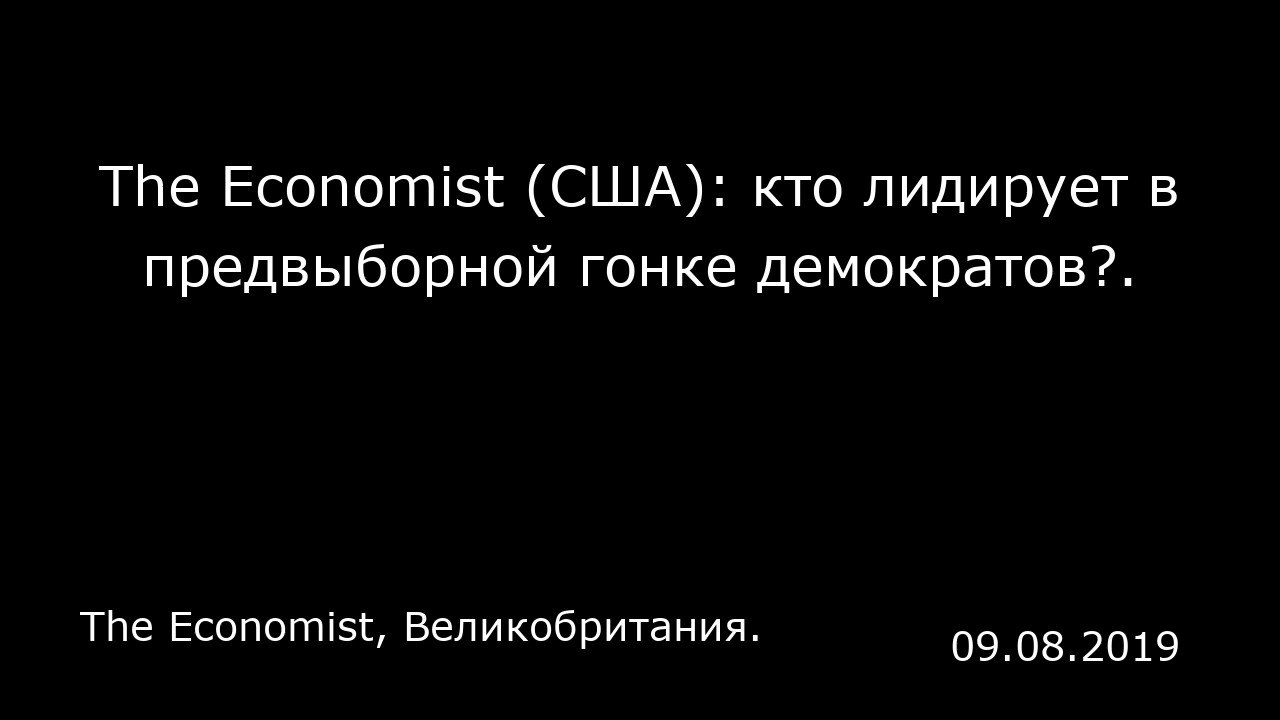 The Economist (США): кто лидирует в
предвыборной гонке демократов?.
The Economist, Великобритания.
09.08.2019